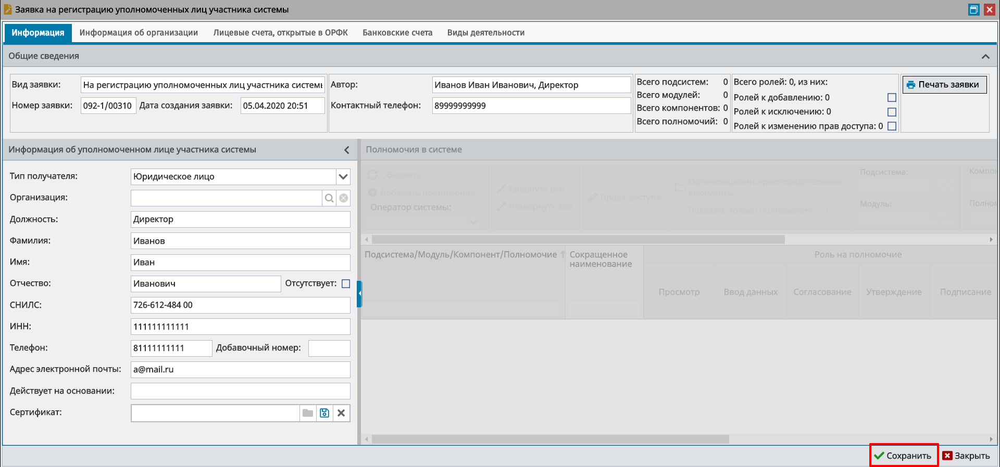 Заявка на регистрацию уполномоченных лиц участника системы
Информация Информация об организации Лицевые счета, открытые в ОРФК Банковские счета Виды деятельности
Общие сведения
Вид заявки: На регистрацию уполномоченных лиц участника системы
Номер заявки: 092-1/00310 Дата создания заявки: 05.04.2020 20:51
Автор: Иванов Иван Иванович, Директор
Контактный телефон: 89999999999
Всего подсистем: 0
Всего модулей: 0
Всего компонентов: 0
Всего полномочий: 0
Всего ролей: 0, из них:
Ролей к добавлению: 0
Ролей к исключению: 0
Ролей к изменению прав доступа: 0
Печать заявки
Информация об уполномоченном лице участника системы
Тип получателя: Юридическое лицо
Организация:
Должность: Директор
Фамилия: Иванов
Имя: Иван
Отчество: Иванович Отсутствует:
СНИЛС: 726-612-484 00
ИНН: 111111111111
Телефон: 81111111111 Добавочный номер:
Адрес электронной почты: a@mail.ru
Действует на основании:
Сертификат:
Полномочия в системе
Обновить
Добавить полномочие
Оператор системы:
Свернуть все
Развернуть все
Права доступа
Организационно-распорядительные
документы
Показать только полномочия:
Подсистема:
Модуль:
Компон
Полном
Подсистема/Модуль/Компонент/Полномочие
Сокращенное
наименование
Роль на полномочие
Просмотр Ввод данных Согласование Утверждение Подписание
Сохранить Закрыть